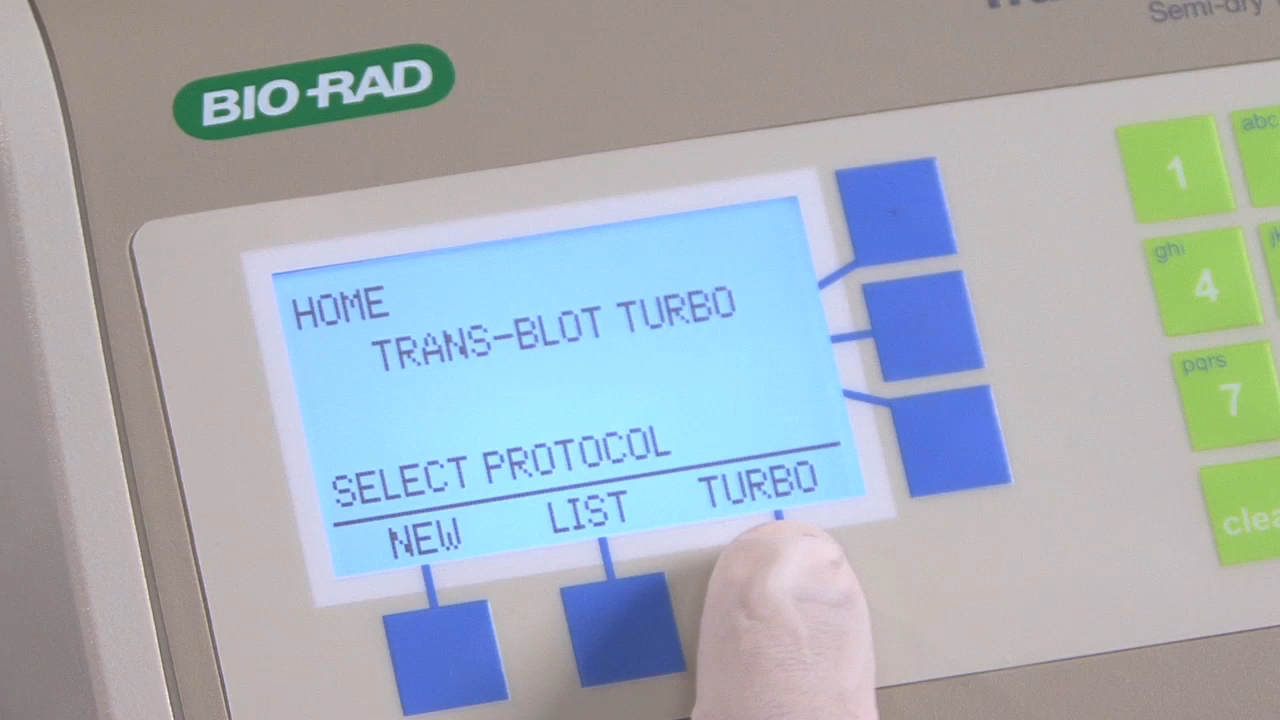 BIO-RAD
Semi-dry
HOME
TRANS-BLOT TURBO
SELECT PROTOCOL
NEW LIST TURBO
1
abc
ghi
4
pqrs
7